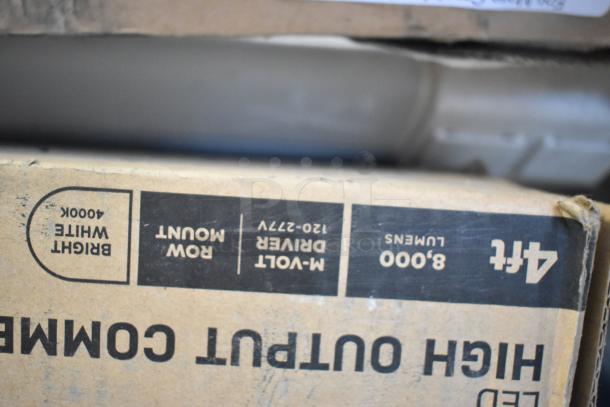 LED
HIGH OUTPUT COMME
4ft
8,000
LUMENS
M-VOLT
DRIVER
120-277V
ROW
MOUNT
BRIGHT
WHITE
4000K